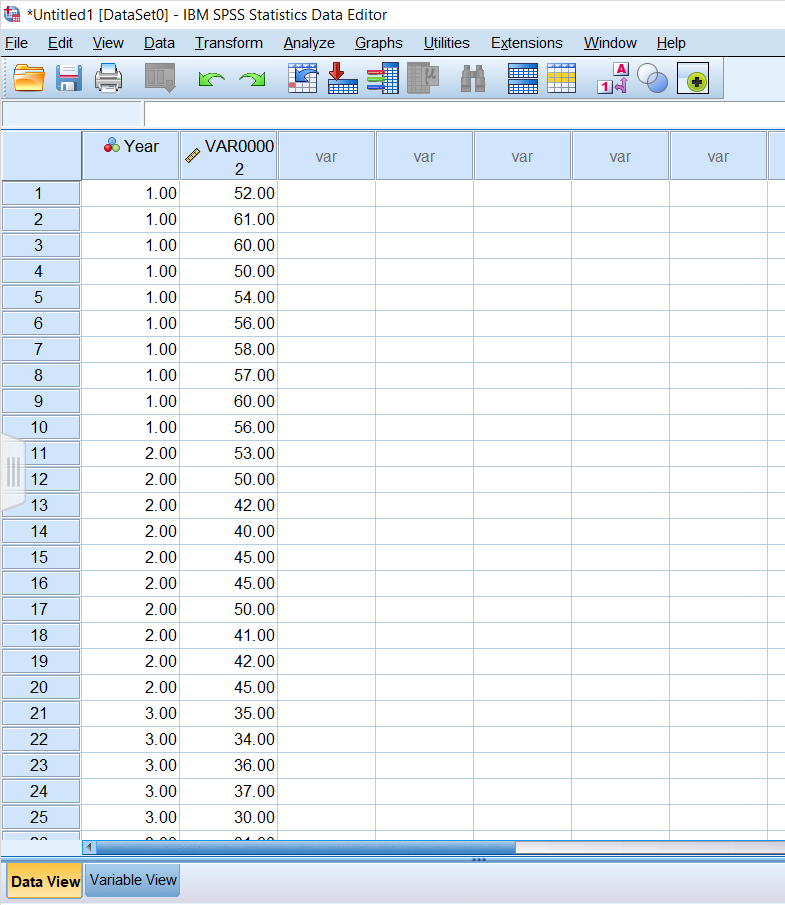 *Untitled1 [DataSet0] - IBM SPSS Statistics Data Editor
File Edit View Data Transform Analyze Graphs Utilities Extensions Window Help
A
1
μ
Year VAR0000 var var var var var
2
1 1.00 52.00
2 1.00 61.00
3 1.00 60.00
4 1.00 50.00
5 1.00 54.00
6 1.00 56.00
7 1.00 58.00
8 1.00 57.00
9 1.00 60.00
10 1.00 56.00
11 2.00 53.00
12 2.00 50.00
13 2.00 42.00
14 2.00 40.00
15 2.00 45.00
16 2.00 45.00
17 2.00 50.00
18 2.00 41.00
19 2.00 42.00
20 2.00 45.00
21 3.00 35.00
22 3.00 34.00
23 3.00 36.00
24 3.00 37.00
25 3.00 30.00
Data View Variable View